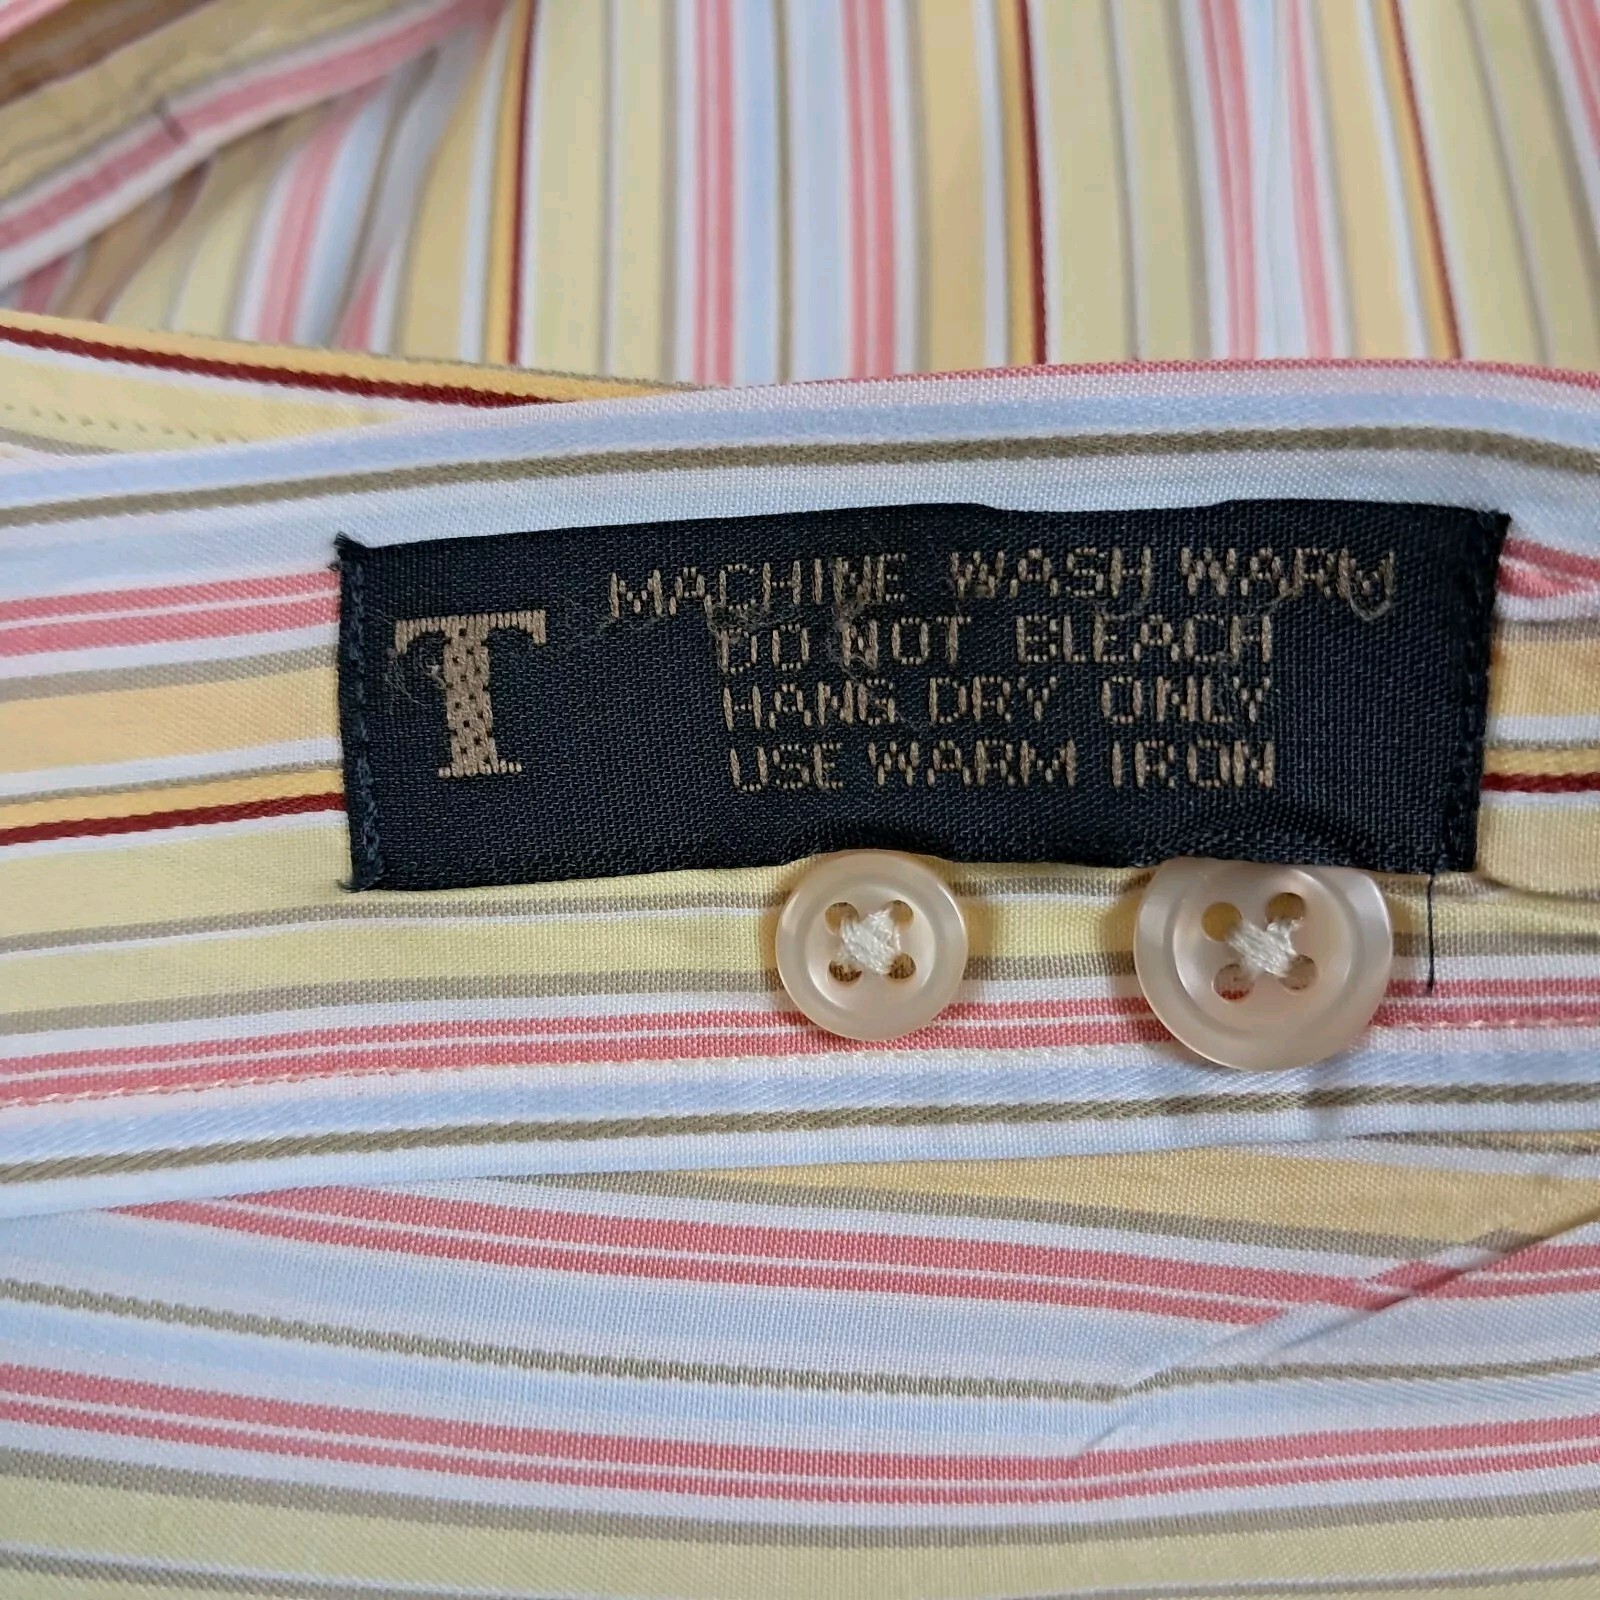 T
MACHINE WASH WARM
DO NOT BLEACH
HANG DRY ONLY
USE WARM IRON